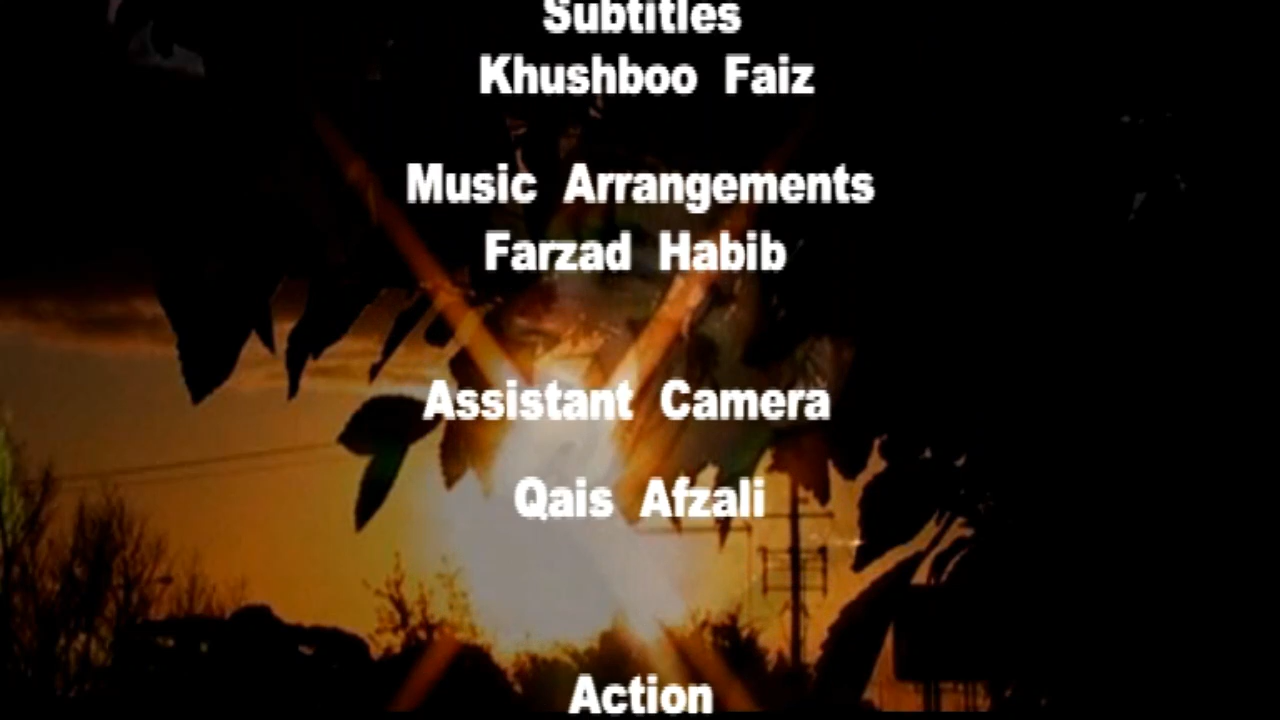 Subtitles
Khushboo Faiz
Music Arrangements
Farzad Habib
Assistant Camera
Qais Afzali
Action